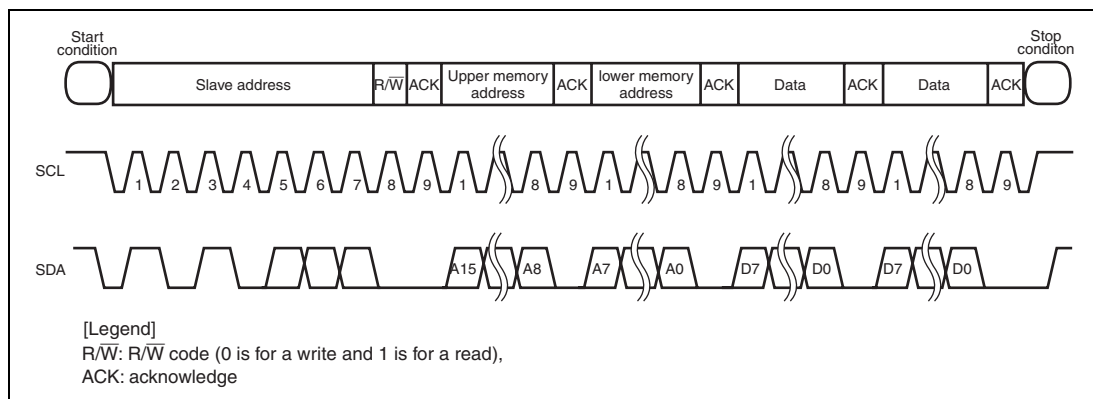 Start condition
Stop conditon
Slave address R/W̅ ACK Upper memory address ACK lower memory address ACK Data ACK Data ACK
SCL 1 2 3 4 5 6 7 8 9 1 8 9 1 8 9 1 8 9 1 8 9
SDA A15 A8 A7 A0 D7 D0 D7 D0
[Legend]
R/W̅: R/W̅ code (0 is for a write and 1 is for a read),
ACK: acknowledge